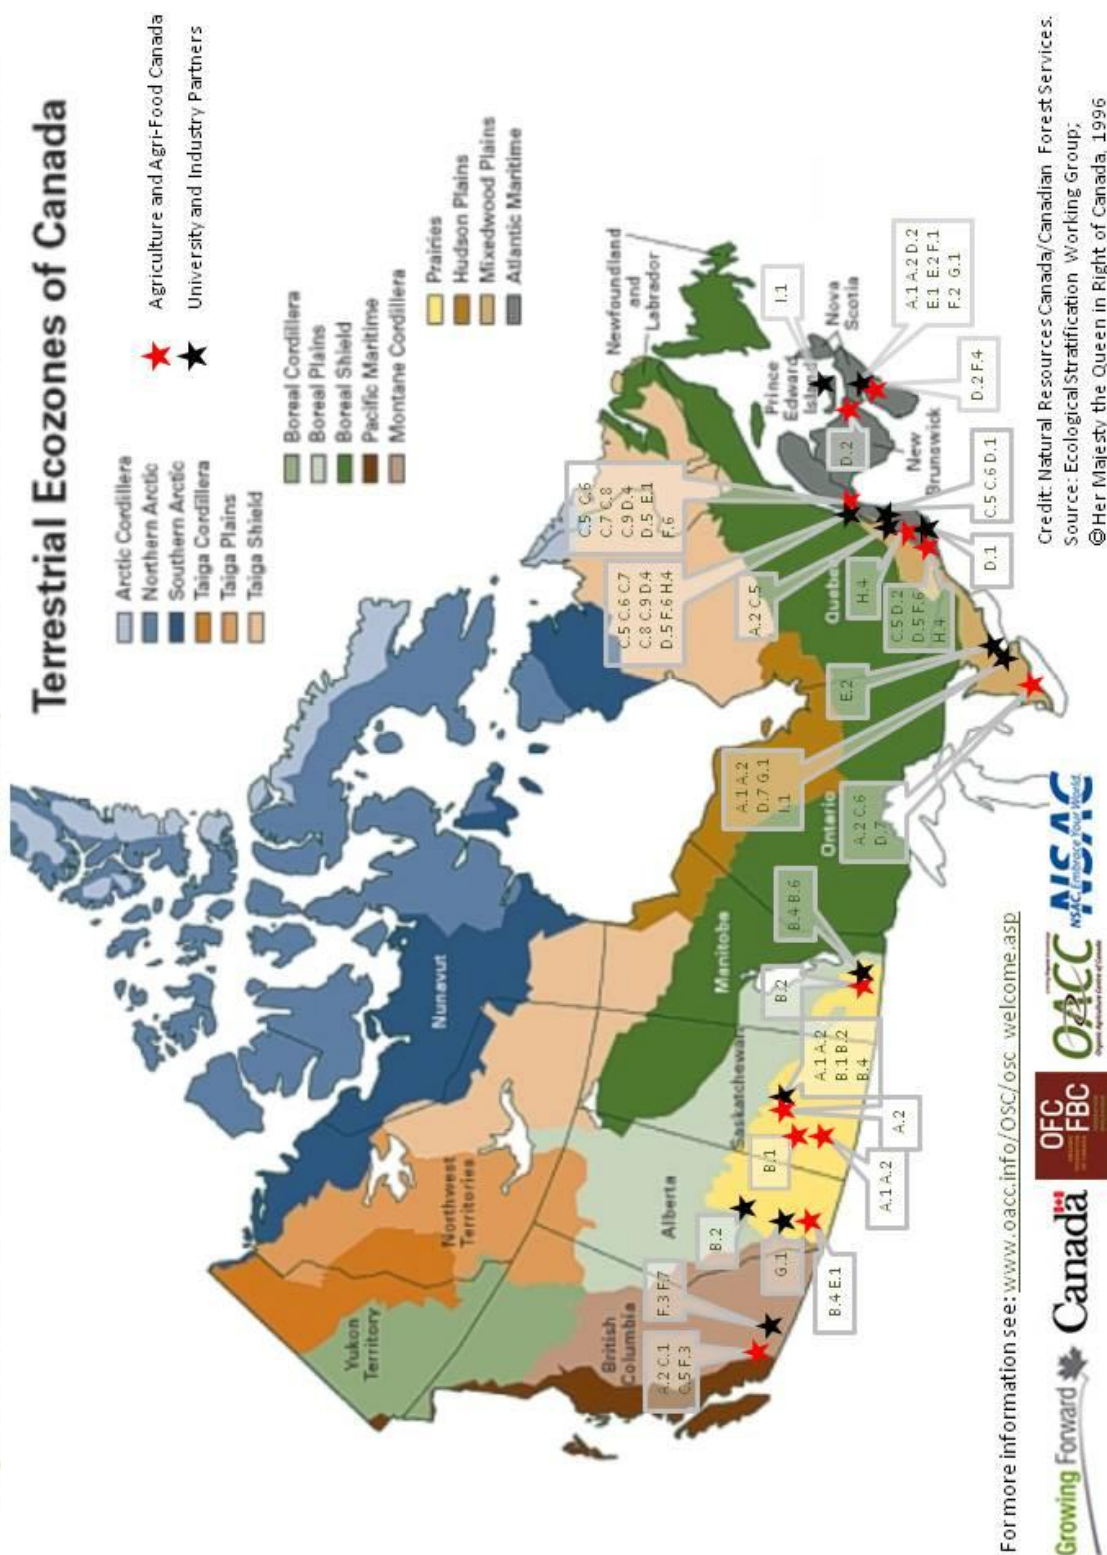 Terrestrial Ecozones of Canada
Agriculture and Agri-Food Canada
University and Industry Partners
Arctic Cordillera
Northern Arctic
Southern Arctic
Taiga Cordillera
Taiga Plains
Taiga Shield
Boreal Cordillera
Boreal Plains
Boreal Shield
Pacific Maritime
Montane Cordillera
Prairies
Hudson Plains
Mixedwood Plains
Atlantic Maritime
Yukon
Territory
Northwest
Territories
Nunavut
British
Columbia
Alberta
Saskatchewan
Manitoba
Ontario
Quebec
Newfoundland
and
Labrador
Prince
Edward
Island
Nova
Scotia
New
Brunswick
A.2 C.1
C.5 F.3
F.3 F.7
B.2
G.1
B.4 E.1
B.1
A.1 A.2
A.2
A.1 A.2
B.1 B.2
B.4
B.2
B.4 B.6
A.2 C.6
D.7
A.1 A.2
D.7 G.1
I.1
E.2
C.5 C.6 C.7
C.8 C.9 D.4
D.5 F.6 H.4
C.5 C.6
C.7 C.8
C.9 D.4
D.5 E.1
F.6
A.2 C.5
H.4
C.5 D.2
D.5 F.6
H.4
D.1
C.5 C.6 D.1
D.2
D.2 F.4
I.1
A.1 A.2 D.2
E.1 E.2 F.1
F.2 G.1
For more information see: www.oacc.info/OSC/osc_welcome.asp
Credit: Natural Resources Canada/Canadian Forest Services.
Source: Ecological Stratification Working Group;
©Her Majesty the Queen in Right of Canada, 1996
Growing Forward
Canada
OFC
FBC
OACC
Organic Agriculture Centre of Canada
NSAC
NSAC. Embrace Your World.